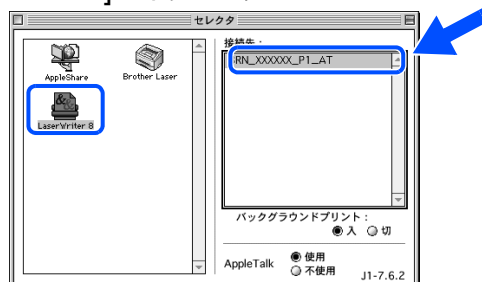 セレクタ
接続先：
RN_XXXXXX_P1_AT
AppleShare
Brother Laser
LaserWriter 8
バックグラウンドプリント：
入 切
AppleTalk
使用
不使用
J1-7.6.2